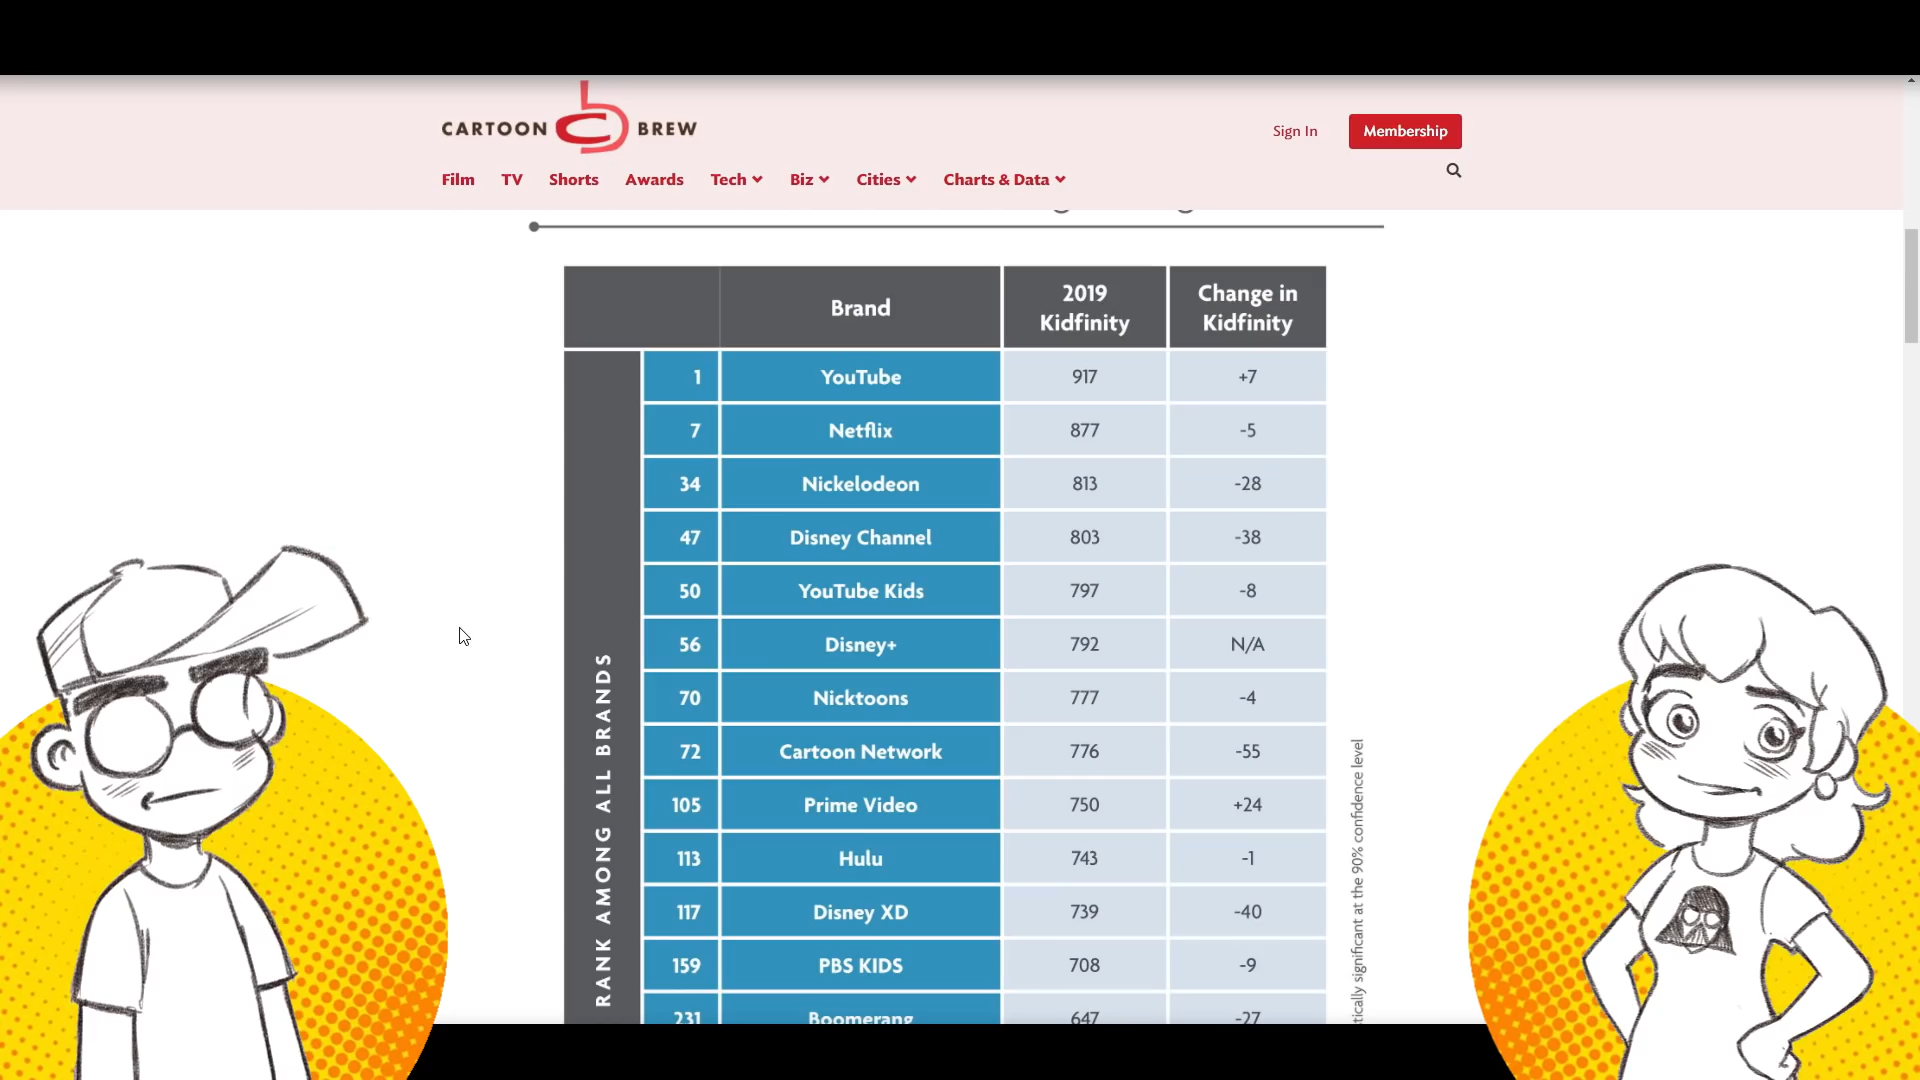 CARTOON BREW
Sign In
Membership
Film TV Shorts Awards Tech Biz Cities Charts & Data
Brand 2019 Kidfinity Change in Kidfinity
RANK AMONG ALL BRANDS
1 YouTube 917 +7
7 Netflix 877 -5
34 Nickelodeon 813 -28
47 Disney Channel 803 -38
50 YouTube Kids 797 -8
56 Disney+ 792 N/A
70 Nicktoons 777 -4
72 Cartoon Network 776 -55
105 Prime Video 750 +24
113 Hulu 743 -1
117 Disney XD 739 -40
159 PBS KIDS 708 -9
231 Boomerang 647 -27
significant at the 90% confidence level